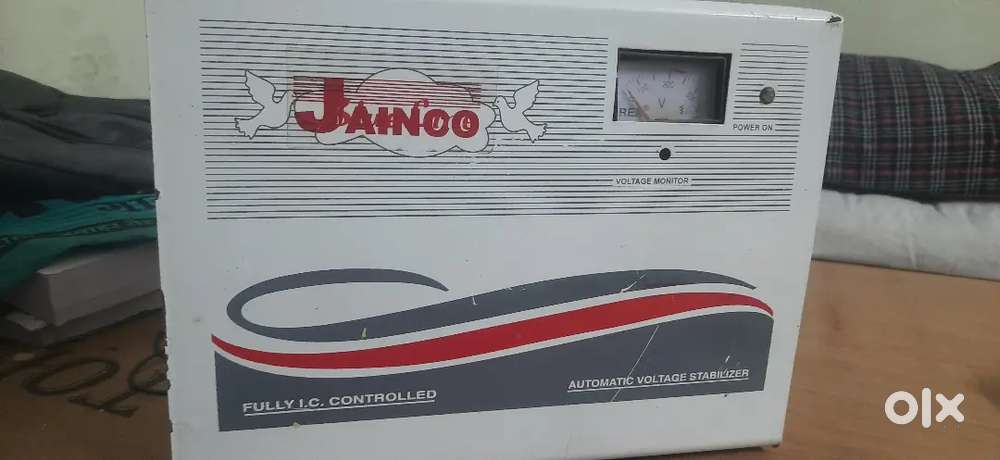 JAINCO
V
POWER ON
VOLTAGE MONITOR
FULLY I.C. CONTROLLED
AUTOMATIC VOLTAGE STABILIZER
olx